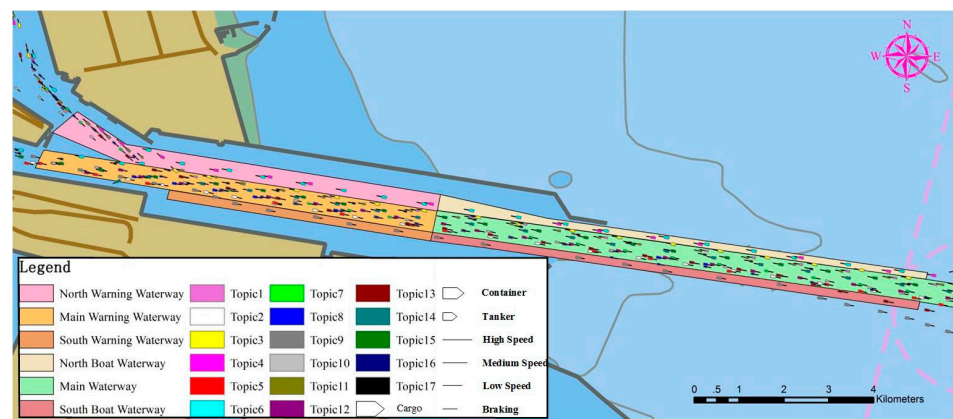 N
W E
S
Legend
North Warning Waterway Topic1 Topic7 Topic13 Container
Main Warning Waterway Topic2 Topic8 Topic14 Tanker
South Warning Waterway Topic3 Topic9 Topic15 High Speed
North Boat Waterway Topic4 Topic10 Topic16 Medium Speed
Main Waterway Topic5 Topic11 Topic17 Low Speed
South Boat Waterway Topic6 Topic12 Cargo Braking
0 .5 1 2 3 4
Kilometers